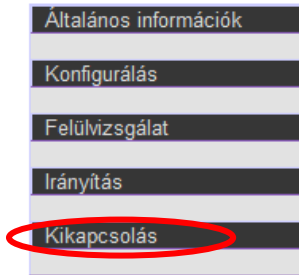 Általános információk
Konfigurálás
Felülvizsgálat
Irányítás
Kikapcsolás